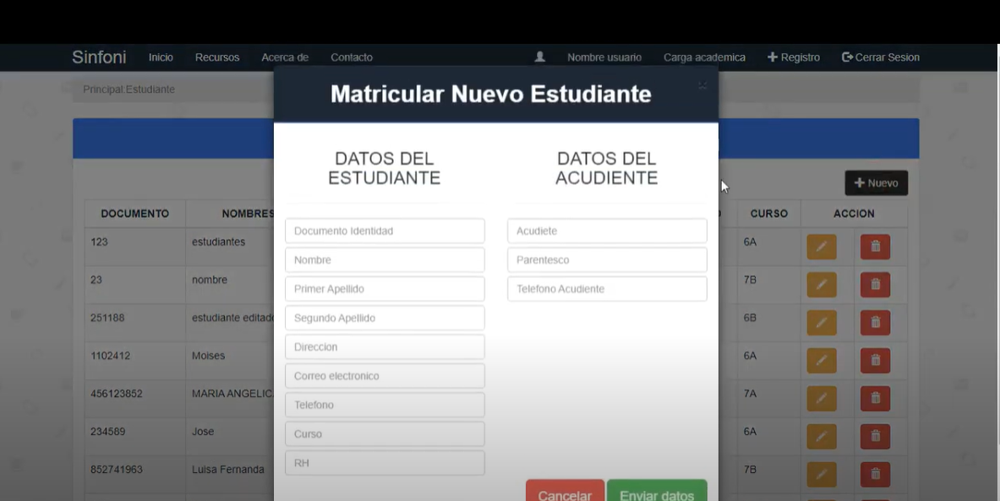 Sinfoni Inicio Recursos Acerca de Contacto Nombre usuario Carga academica Registro Cerrar Sesion
Principal Estudiante
Matricular Nuevo Estudiante
DATOS DEL
ESTUDIANTE
DATOS DEL
ACUDIENTE
Nuevo
DOCUMENTO NOMBRES CURSO ACCION
Documento Identidad
Nombre
Primer Apellido
Segundo Apellido
Direccion
Correo electronico
Telefono
Curso
RH
Acudiete
Parentesco
Telefono Acudiente
123 estudiantes 6A
23 nombre 7B
251188 estudiante editado 6B
1102412 Moises 6A
456123852 MARIA ANGELIC 7A
234589 Jose 6A
852741963 Luisa Fernanda 7B
Cancelar Enviar datos